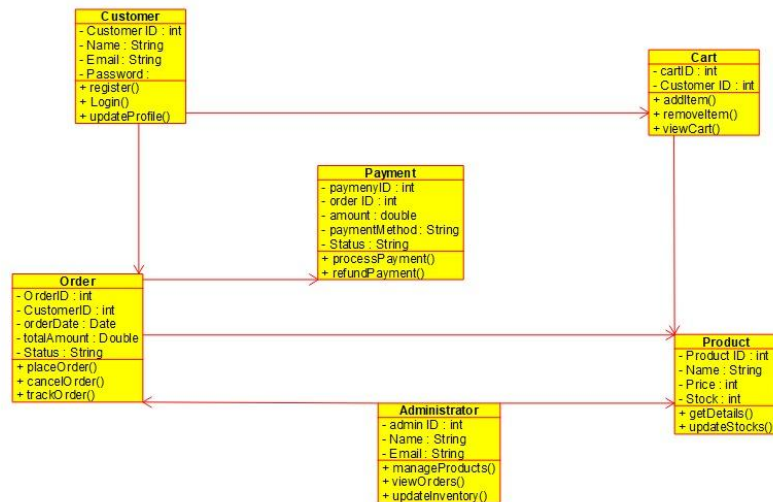 Customer
- Customer ID : int
- Name : String
- Email : String
- Password :
+ register()
+ Login()
+ updateProfile()
Cart
- cartID : int
- Customer ID : int
+ addItem()
+ removeItem()
+ viewCart()
Payment
- paymenyID : int
- order ID : int
- amount : double
- paymentMethod : String
- Status : String
+ processPayment()
+ refundPayment()
Order
- OrderID : int
- CustomerID : int
- orderDate : Date
- totalAmount : Double
- Status : String
+ placeOrder()
+ cancelOrder()
+ trackOrder()
Product
- Product ID : int
- Name : String
- Price : int
- Stock : int
+ getDetails()
+ updateStocks()
Administrator
- admin ID : int
- Name : String
- Email : String
+ manageProducts()
+ viewOrders()
+ updateInventory()